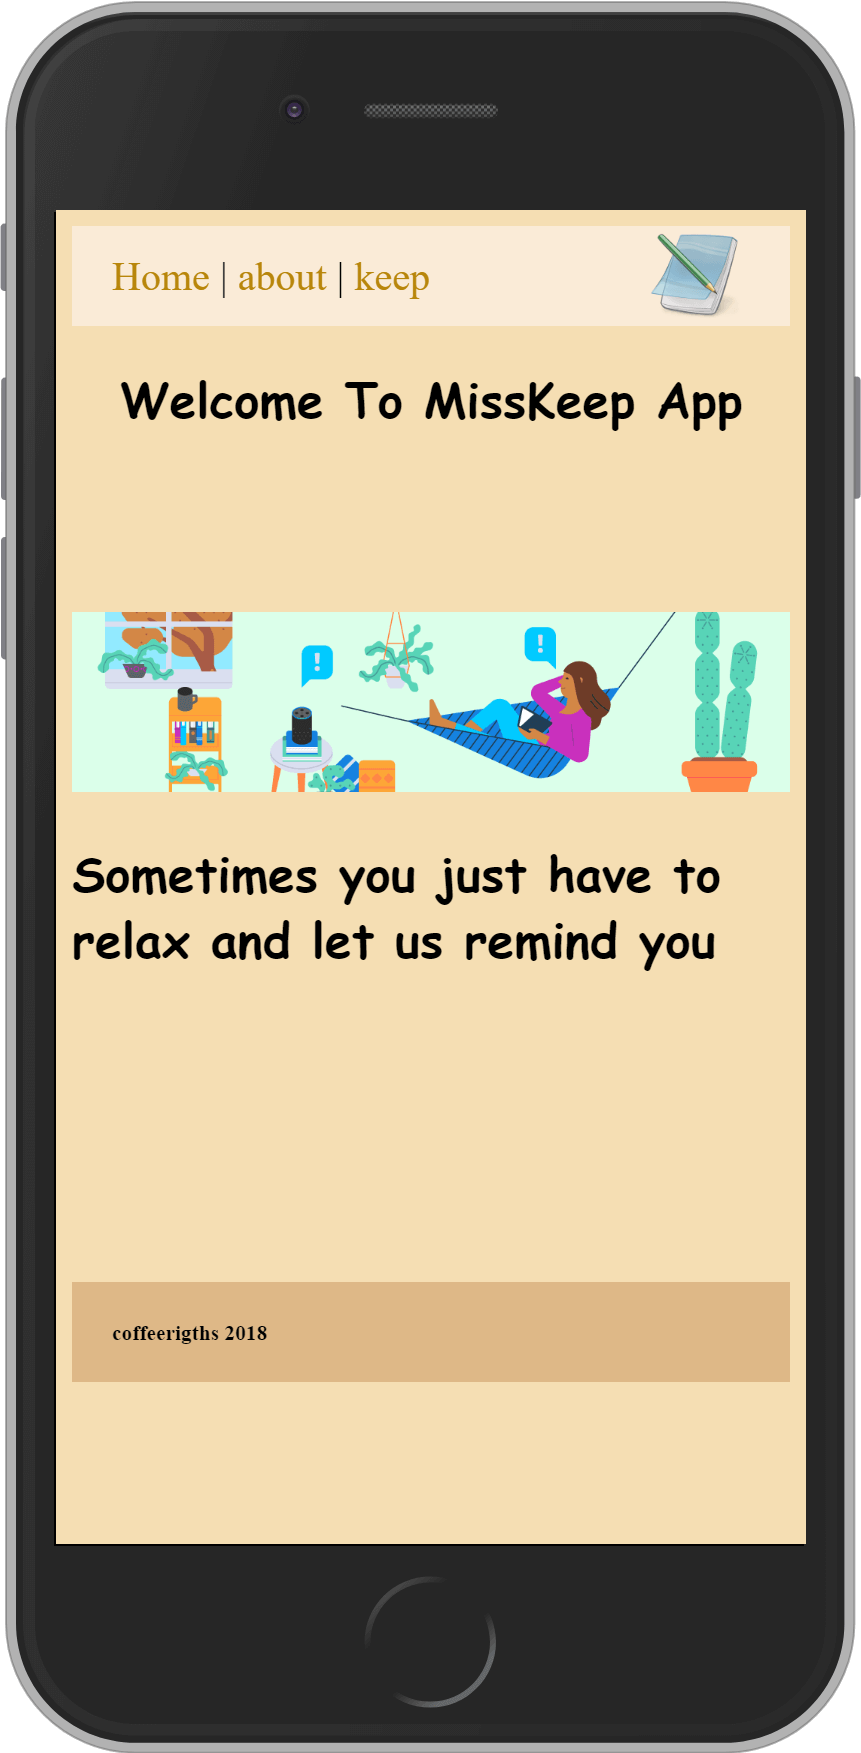 Home | about | keep
Welcome To MissKeep App
!
!
Sometimes you just have to
relax and let us remind you
coffeerigths 2018